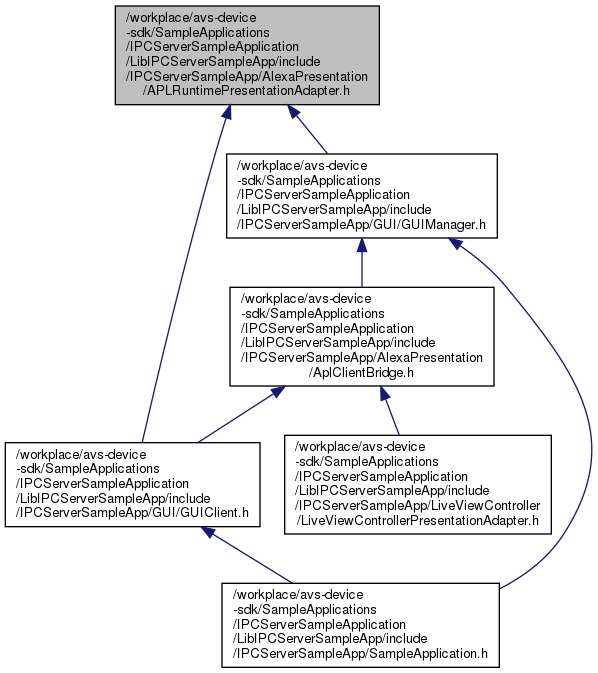 /workplace/avs-device
-sdk/SampleApplications
/IPCServerSampleApplication
/LibIPCServerSampleApp/include
/IPCServerSampleApp/AlexaPresentation
/APLRuntimePresentationAdapter.h
/workplace/avs-device
-sdk/SampleApplications
/IPCServerSampleApplication
/LibIPCServerSampleApp/include
/IPCServerSampleApp/GUI/GUIManager.h
/workplace/avs-device
-sdk/SampleApplications
/IPCServerSampleApplication
/LibIPCServerSampleApp/include
/IPCServerSampleApp/AlexaPresentation
/AplClientBridge.h
/workplace/avs-device
-sdk/SampleApplications
/IPCServerSampleApplication
/LibIPCServerSampleApp/include
/IPCServerSampleApp/GUI/GUIClient.h
/workplace/avs-device
-sdk/SampleApplications
/IPCServerSampleApplication
/LibIPCServerSampleApp/include
/IPCServerSampleApp/LiveViewController
/LiveViewControllerPresentationAdapter.h
/workplace/avs-device
-sdk/SampleApplications
/IPCServerSampleApplication
/LibIPCServerSampleApp/include
/IPCServerSampleApp/SampleApplication.h